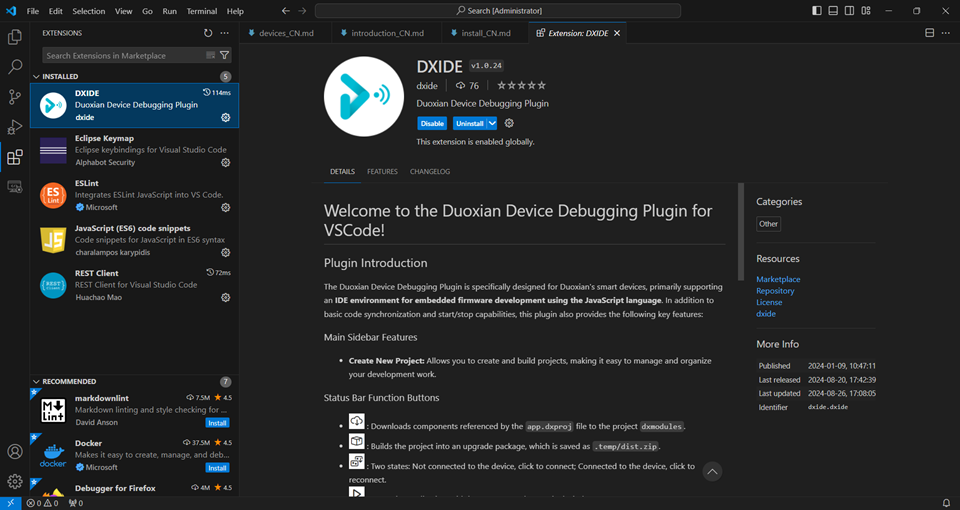 File Edit Selection View Go Run Terminal Help
Search [Administrator]
EXTENSIONS
Search Extensions in Marketplace
INSTALLED 5
DXIDE 114ms
Duoxian Device Debugging Plugin
dxide
Eclipse Keymap
Eclipse keybindings for Visual Studio Code
Alphabot Security
ES
Lint
ESLint
Integrates ESLint JavaScript into VS Code.
Microsoft
JS
JavaScript (ES6) code snippets
Code snippets for JavaScript in ES6 syntax
charalampos karypidis
REST
REST Client 72ms
REST Client for Visual Studio Code
Huachao Mao
RECOMMENDED 7
M
Lint
markdownlint 7.5M 4.5
Markdown linting and style checking for ...
David Anson Install
docker
Docker 37.5M 4.5
Makes it easy to create, manage, and deb...
Microsoft Install
Debugger for Firefox 4M 4.5
0 0 0
devices_CN.md introduction_CN.md install_CN.md Extension: DXIDE
DXIDE v1.0.24
dxide 76
Duoxian Device Debugging Plugin
Disable Uninstall
This extension is enabled globally.
DETAILS FEATURES CHANGELOG
Welcome to the Duoxian Device Debugging Plugin for
VSCode!
Plugin Introduction
The Duoxian Device Debugging Plugin is specifically designed for Duoxian's smart devices, primarily supporting
an IDE environment for embedded firmware development using the JavaScript language. In addition to
basic code synchronization and start/stop capabilities, this plugin also provides the following key features:
Main Sidebar Features
• Create New Project: Allows you to create and build projects, making it easy to manage and organize
your development work.
Status Bar Function Buttons
• : Downloads components referenced by the app.dxproj file to the project dxmodules.
• : Builds the project into an upgrade package, which is saved as .temp/dist.zip.
• : Two states: Not connected to the device, click to connect; Connected to the device, click to
reconnect.
Categories
Other
Resources
Marketplace
Repository
License
dxide
More Info
Published 2024-01-09, 10:47:11
Last released 2024-08-20, 17:42:39
Last updated 2024-08-26, 17:08:05
Identifier dxide.dxide